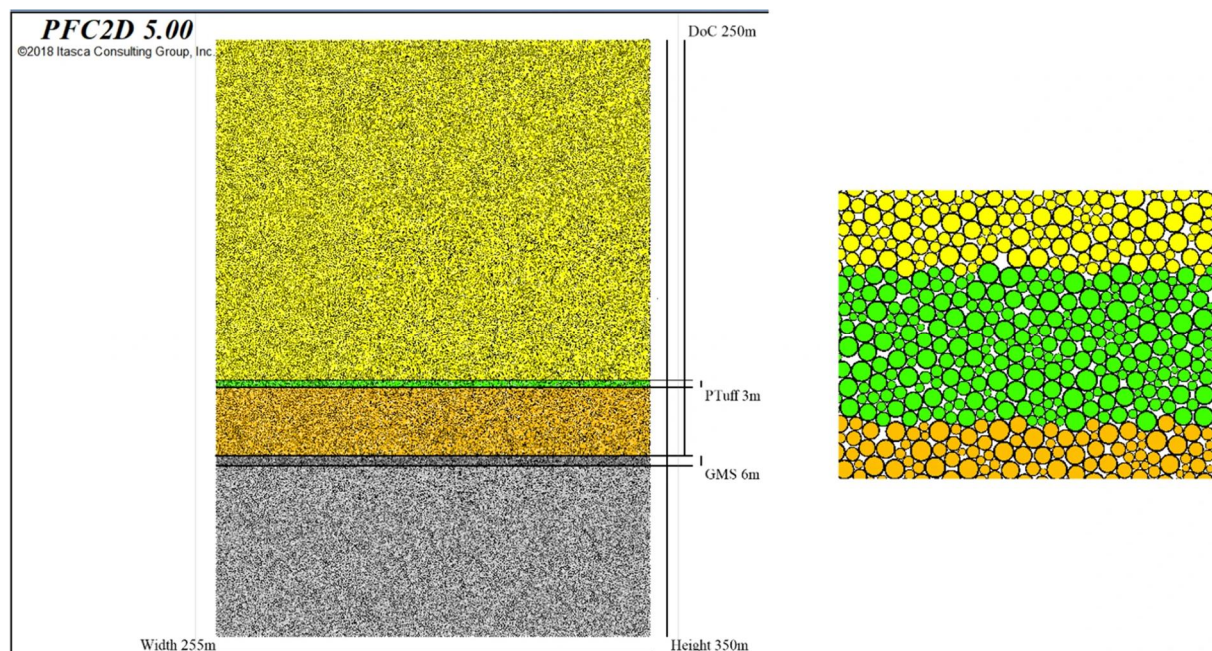 PFC2D 5.00
©2018 Itasca Consulting Group, Inc.
DoC 250m
PTuff 3m
GMS 6m
Width 255m
Height 350m